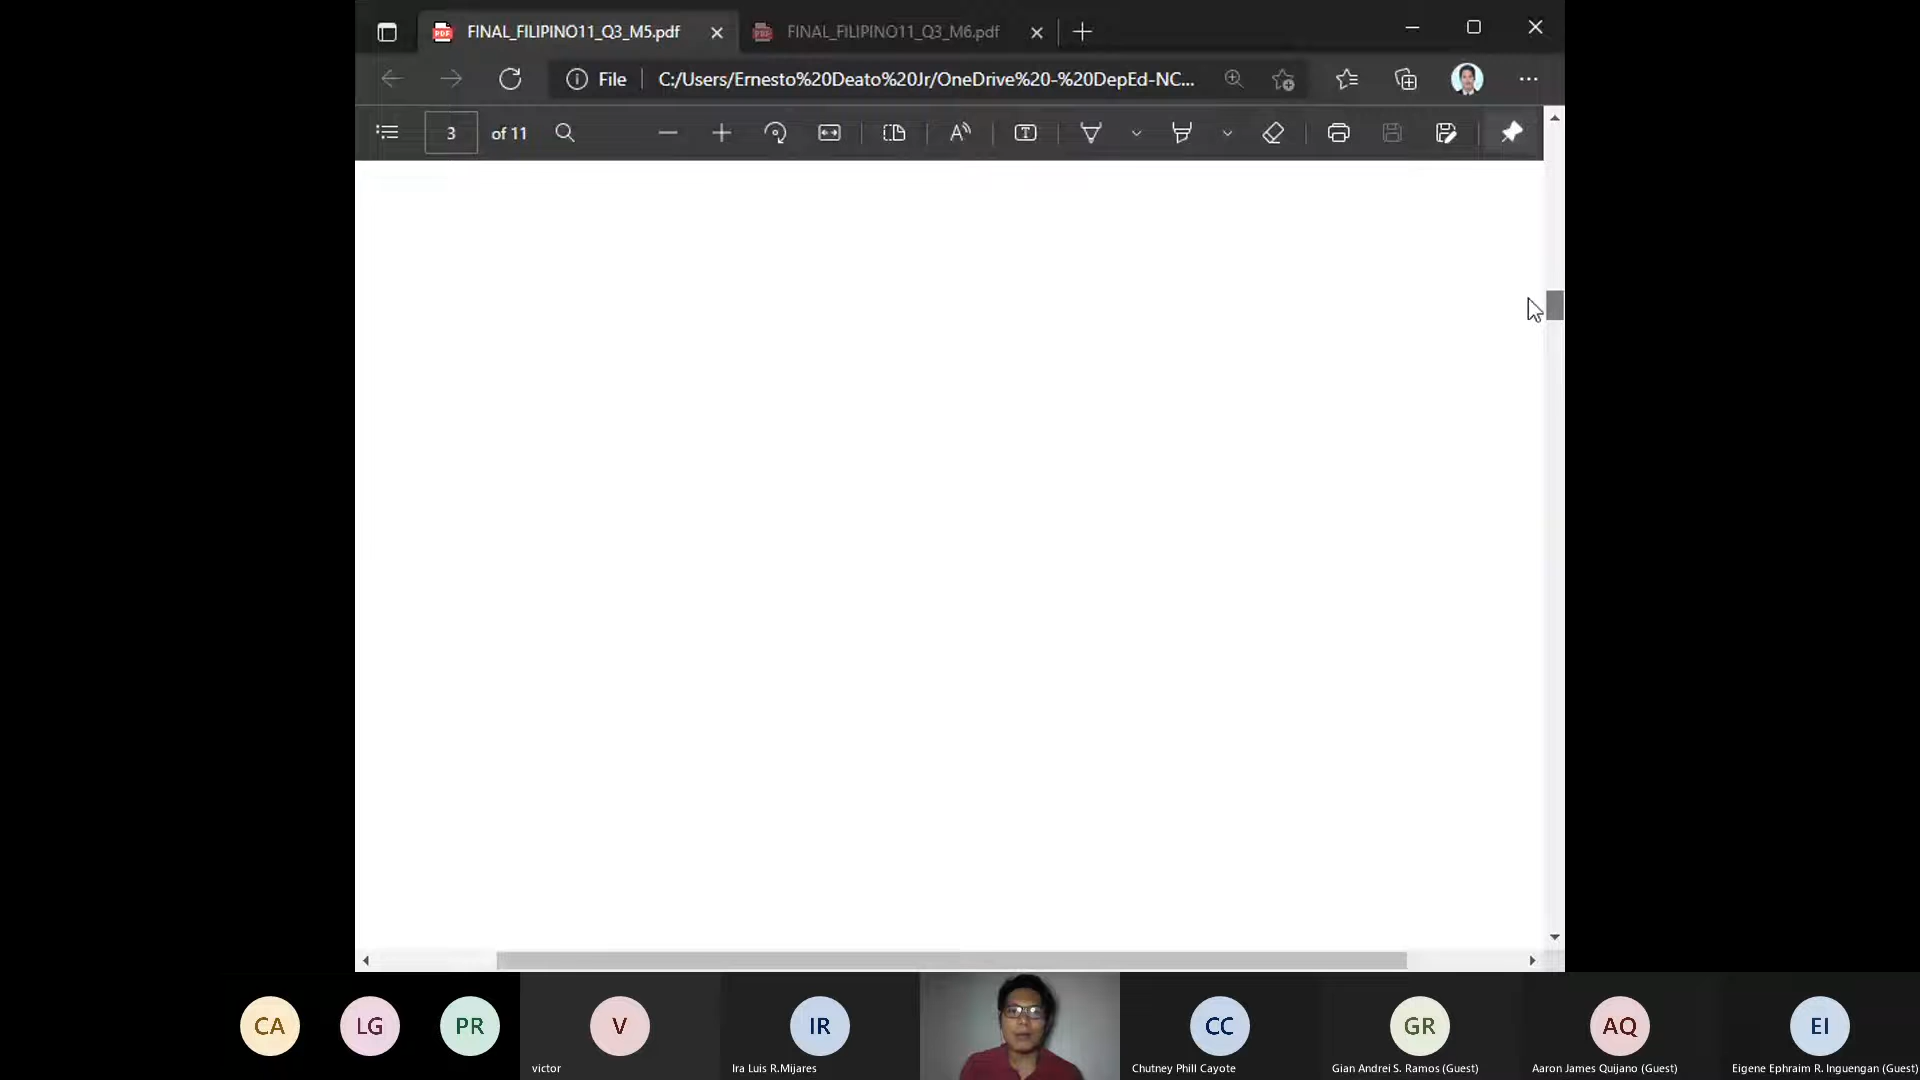 FINAL_FILIPINO11_Q3_M5.pdf
FINAL_FILIPINO11_Q3_M6.pdf
File
C:/Users/Ernesto%20Deato%20Jr/OneDrive%20-%20DepEd-NC...
3 of 11
CA
LG
PR
V
IR
CC
GR
AQ
EI
victor
Ira Luis R.Mijares
Chutney Phill Cayote
Gian Andrei S. Ramos (Guest)
Aaron James Quijano (Guest)
Eigene Ephraim R. Inguengan (Guest)